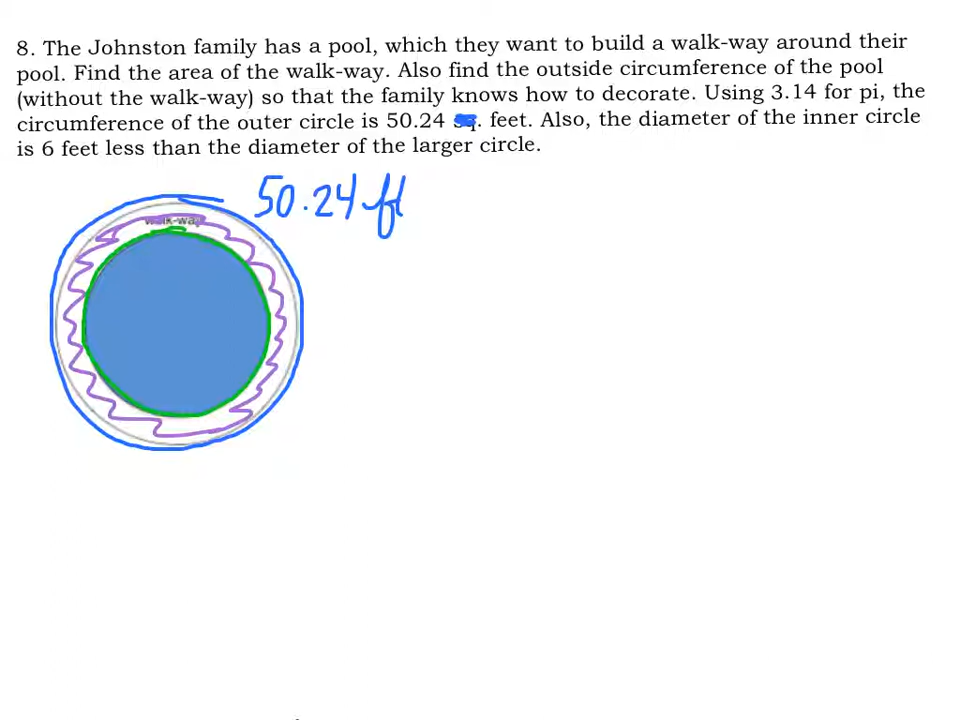 8. The Johnston family has a pool, which they want to build a walk-way around their
pool. Find the area of the walk-way. Also find the outside circumference of the pool
(without the walk-way) so that the family knows how to decorate. Using 3.14 for pi, the
circumference of the outer circle is 50.24 sq. feet. Also, the diameter of the inner circle
is 6 feet less than the diameter of the larger circle.
50.24 ft
walk-way